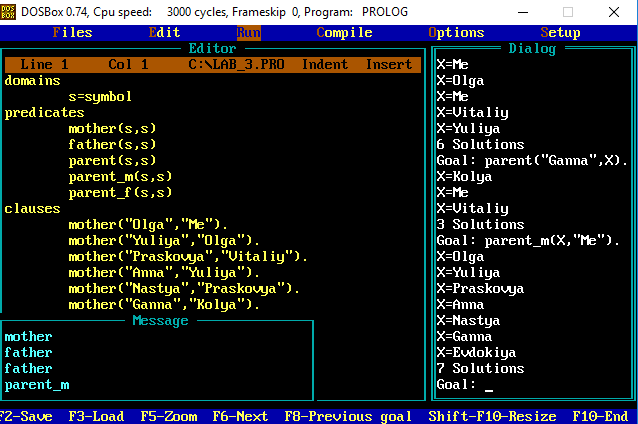 DOSBox 0.74, Cpu speed: 3000 cycles, Frameskip 0, Program: PROLOG
Files Edit Run Compile Options Setup
Editor
Line 1 Col 1 C:\LAB_3.PRO Indent Insert
domains
s=symbol
predicates
mother(s,s)
father(s,s)
parent(s,s)
parent_m(s,s)
parent_f(s,s)
clauses
mother("Olga","Me").
mother("Yuliya","Olga").
mother("Praskovya","Vitaliy").
mother("Anna","Yuliya").
mother("Nastya","Praskovya").
mother("Ganna","Kolya").
Message
mother
father
father
parent_m
Dialog
X=Me
X=Olga
X=Me
X=Vitaliy
X=Yuliya
6 Solutions
Goal: parent("Ganna",X).
X=Kolya
X=Me
X=Vitaliy
3 Solutions
Goal: parent_m(X,"Me").
X=Olga
X=Yuliya
X=Praskovya
X=Anna
X=Nastya
X=Ganna
X=Evdokiya
7 Solutions
Goal: _
F2-Save F3-Load F5-Zoom F6-Next F8-Previous goal Shift-F10-Resize F10-End